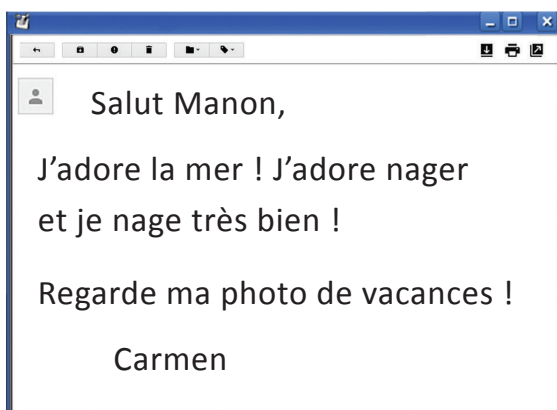 Salut Manon,
J’adore la mer ! J’adore nager
et je nage très bien !
Regarde ma photo de vacances !
Carmen